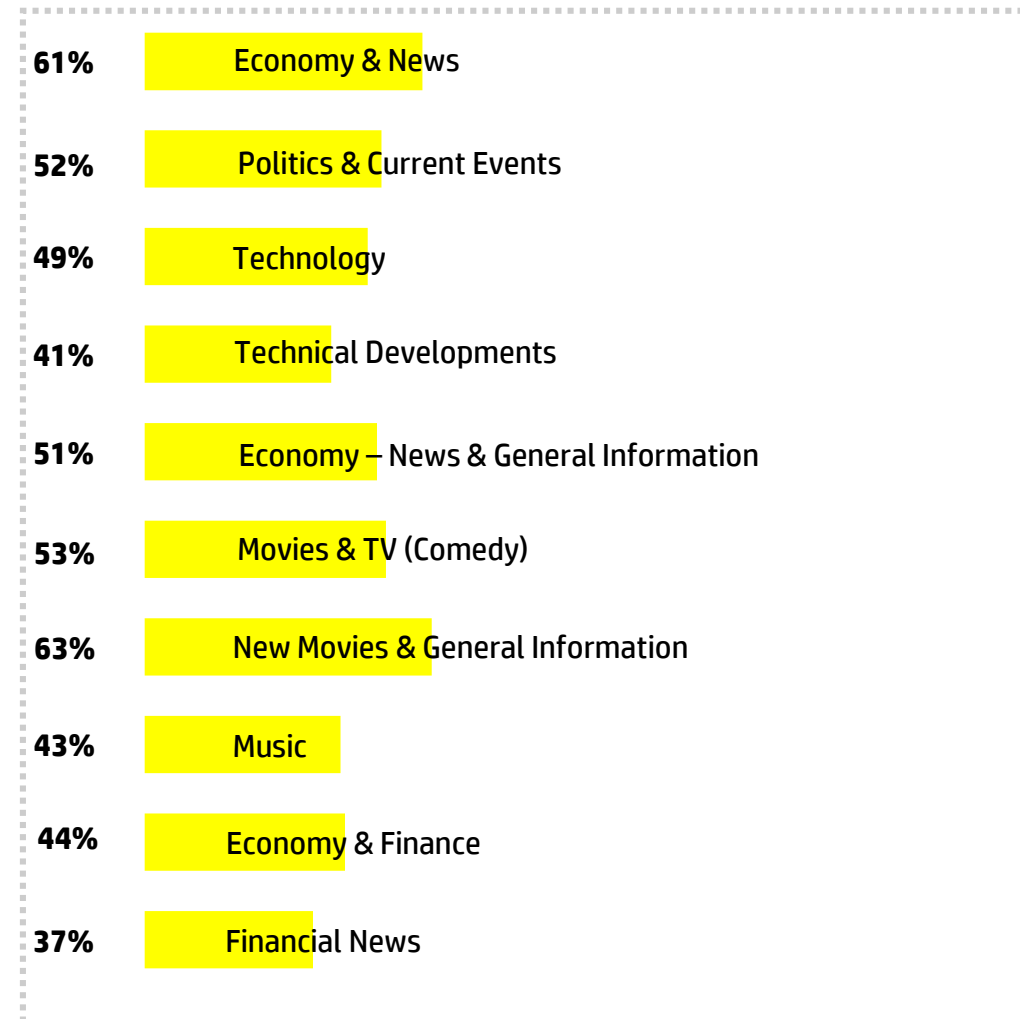 61% Economy & News
52% Politics & Current Events
49% Technology
41% Technical Developments
51% Economy – News & General Information
53% Movies & TV (Comedy)
63% New Movies & General Information
43% Music
44% Economy & Finance
37% Financial News